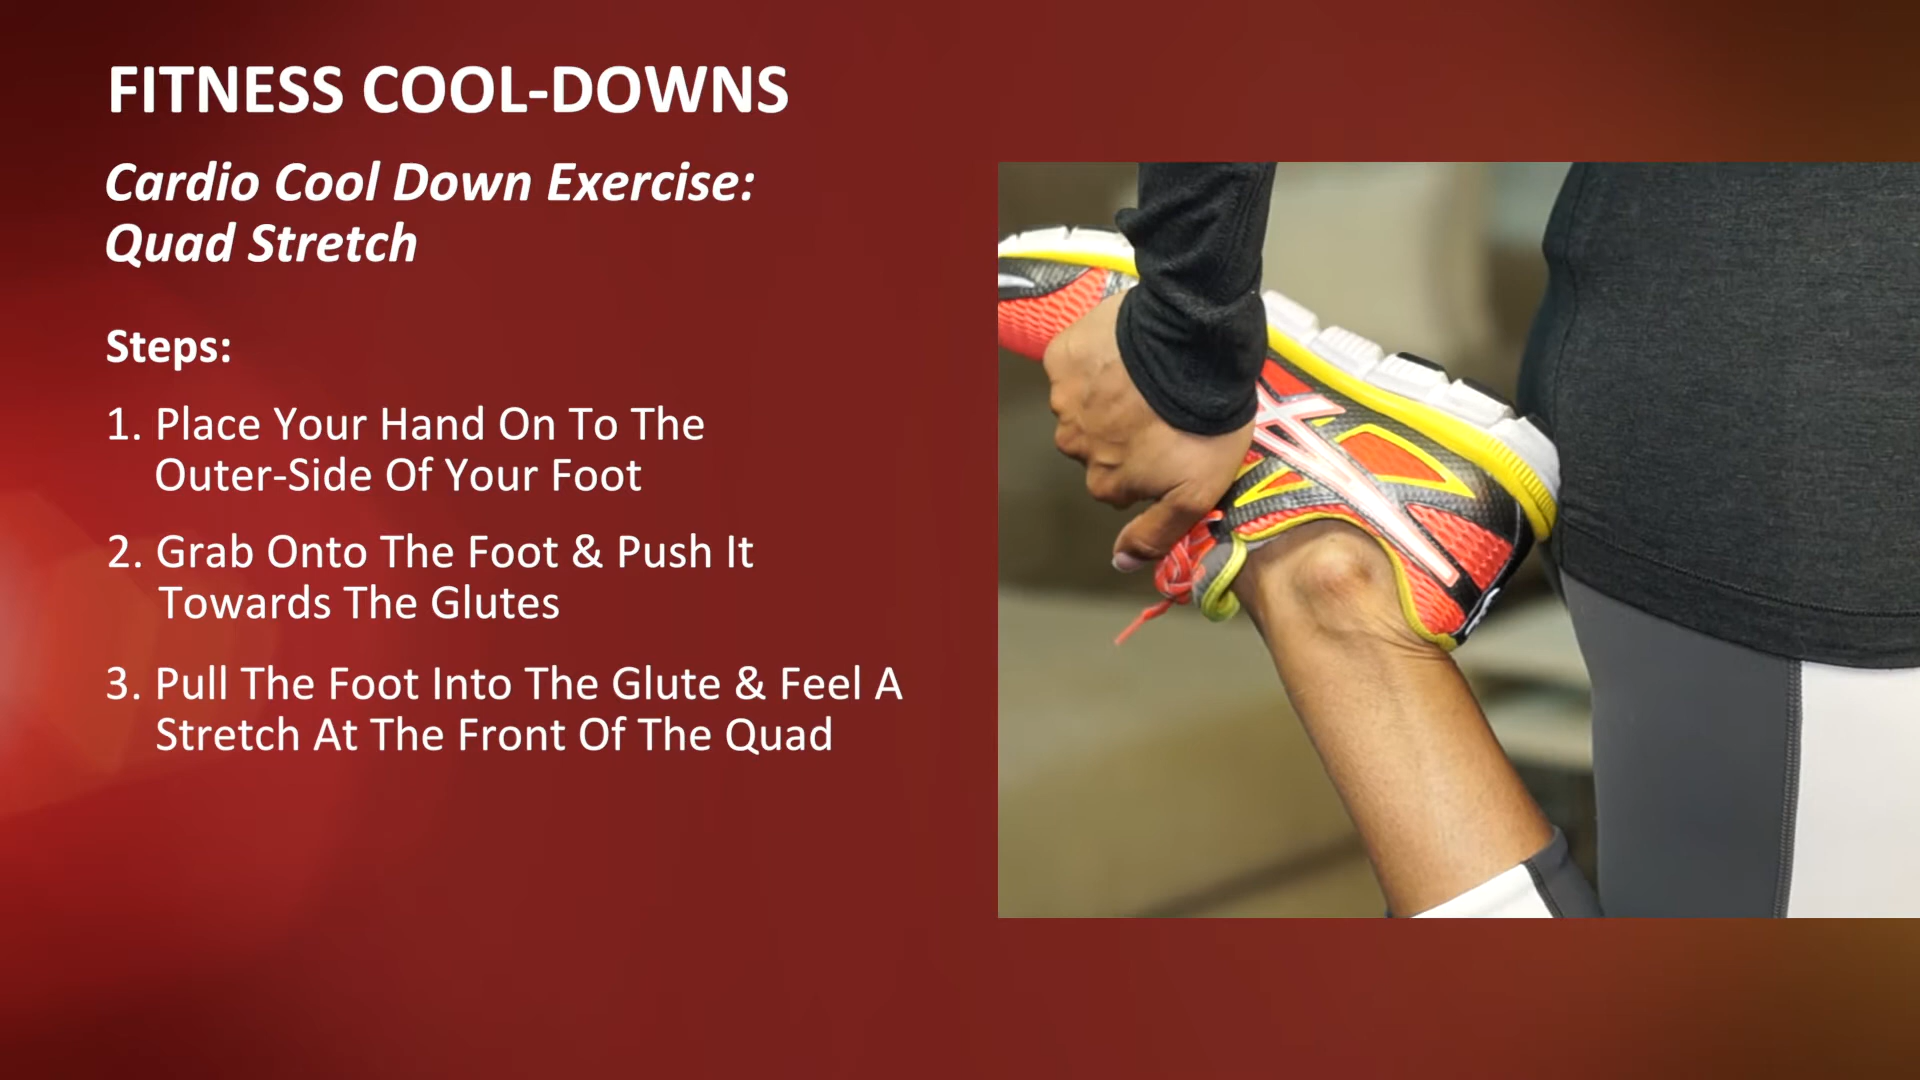 FITNESS COOL-DOWNS
Cardio Cool Down Exercise:
Quad Stretch
Steps:
1. Place Your Hand On To The
Outer-Side Of Your Foot
2. Grab Onto The Foot & Push It
Towards The Glutes
3. Pull The Foot Into The Glute & Feel A
Stretch At The Front Of The Quad